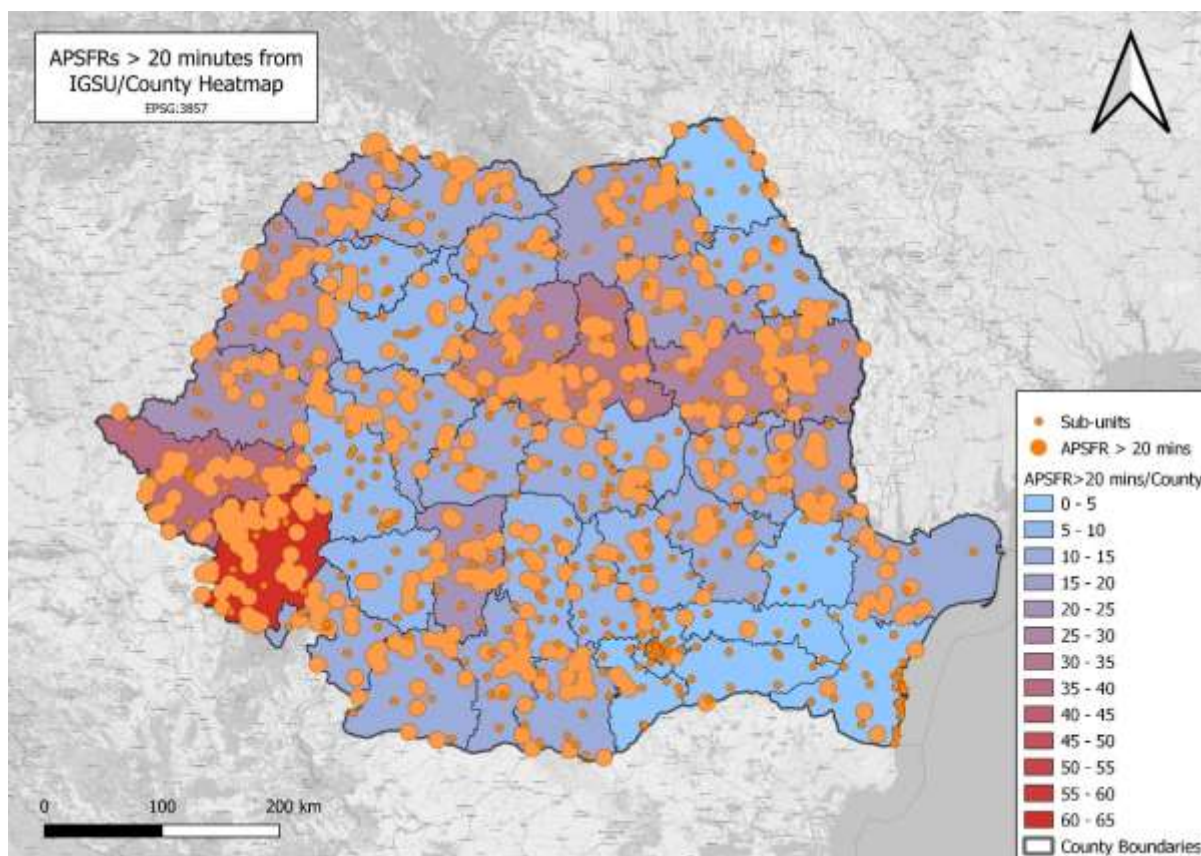 APSFRs > 20 minutes from
IGSU/County Heatmap
EPSG:3857
Sub-units
APSFR > 20 mins
APSFR>20 mins/County
0 - 5
5 - 10
10 - 15
15 - 20
20 - 25
25 - 30
30 - 35
35 - 40
40 - 45
45 - 50
50 - 55
55 - 60
60 - 65
County Boundaries
0 100 200 km